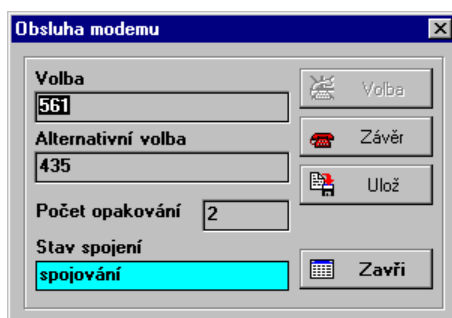 Obsluha modemu
Volba
561
Volba
Alternativní volba
Závěr
435
Ulož
Počet opakování 2
Stav spojení
spojování
Zavři